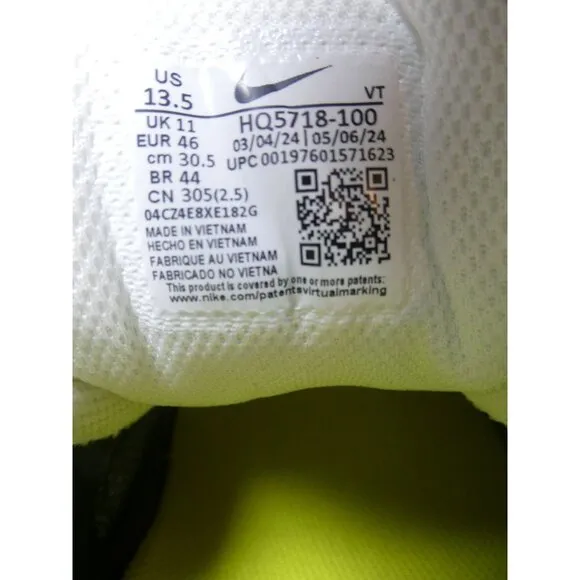 US 13.5 VT
UK 11 HQ5718-100
EUR 46 03/04/24 | 05/06/24
cm 30.5 UPC 00197601571623
BR 44
CN 305(2.5)
04CZ4E8XE182G
MADE IN VIETNAM
HECHO EN VIETNAM
FABRIQUE AU VIETNAM
FABRICADO NO VIETNA
This product is covered by one or more patents:
www.nike.com/patentsvirtualmarking